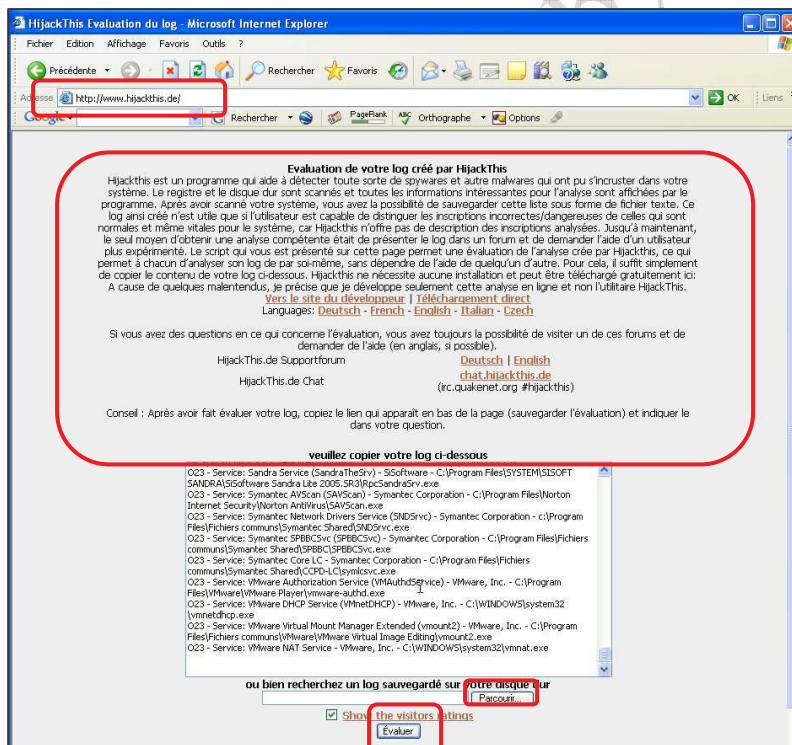 HijackThis Evaluation du log - Microsoft Internet Explorer
Fichier Edition Affichage Favoris Outils ?
Précédente Rechercher Favoris
Adresse http://www.hijackthis.de/ OK Liens
Google Rechercher PageRank ABC Orthographe Options
Evaluation de votre log créé par HijackThis
Hijackthis est un programme qui aide à détecter toute sorte de spywares et autre malwares qui ont pu s'incruster dans votre
système. Le registre et le disque dur sont scannés et toutes les informations intéressantes pour l'analyse sont affichées par le
programme. Après avoir scanné votre système, vous avez la possibilité de sauvegarder cette liste sous forme de fichier texte. Ce
log ainsi créé n'est utile que si l'utilisateur est capable de distinguer les inscriptions incorrectes/dangereuses de celles qui sont
normales et même vitales pour le système, car Hijackthis n'offre pas de description des inscriptions analysées. Jusqu'à maintenant,
le seul moyen d'obtenir une analyse compétente était de présenter le log dans un forum et de demander l'aide d'un utilisateur
plus expérimenté. Le script qui vous est présenté sur cette page permet une évaluation de l'analyse crée par Hijackthis, ce qui
permet à chacun d'analyser son log de par soi-même, sans dépendre de l'aide de quelqu'un d'autre. Pour cela, il suffit simplement
de copier le contenu de votre log ci-dessous. Hijackthis ne nécessite aucune installation et peut être téléchargé gratuitement ici:
A cause de quelques malentendus, je précise que je développe seulement cette analyse en ligne et non l'utilitaire HijackThis.
Vers le site du développeur | Téléchargement direct
Languages: Deutsch - French - English - Italian - Czech
Si vous avez des questions en ce qui concerne l'évaluation, vous avez toujours la possibilité de visiter un de ces forums et de
demander de l'aide (en anglais, si possible).
HijackThis.de Supportforum Deutsch | English
HijackThis.de Chat chat.hijackthis.de
(irc.quakenet.org #hijackthis)
Conseil : Après avoir fait évaluer votre log, copiez le lien qui apparaît en bas de la page (sauvegarder l'évaluation) et indiquer le
dans votre question.
veuillez copier votre log ci-dessous
O23 - Service: Sandra Service (SandraTheSrv) - SiSoftware - C:\Program Files\SYSTEM\SISOFT
SANDRA\SiSoftware Sandra Lite 2005.SR3\RpcSandraSrv.exe
O23 - Service: Symantec AVScan (SAVScan) - Symantec Corporation - C:\Program Files\Norton
Internet Security\Norton AntiVirus\SAVScan.exe
O23 - Service: Symantec Network Drivers Service (SNDSrvc) - Symantec Corporation - c:\Program
Files\Fichiers communs\Symantec Shared\SNDSrvc.exe
O23 - Service: Symantec SPBBCSvc (SPBBCSvc) - Symantec Corporation - C:\Program Files\Fichiers
communs\Symantec Shared\SPBBC\SPBBCSvc.exe
O23 - Service: Symantec Core LC - Symantec Corporation - C:\Program Files\Fichiers
communs\Symantec Shared\CCPD-LC\symlcsvc.exe
O23 - Service: VMware Authorization Service (VMAuthdService) - VMware, Inc. - C:\Program
Files\VMware\VMware Player\vmware-authd.exe
O23 - Service: VMware DHCP Service (VMnetDHCP) - VMware, Inc. - C:\WINDOWS\system32
\vmnetdhcp.exe
O23 - Service: VMware Virtual Mount Manager Extended (vmount2) - VMware, Inc. - C:\Program
Files\Fichiers communs\VMware\VMware Virtual Image Editing\vmount2.exe
O23 - Service: VMware NAT Service - VMware, Inc. - C:\WINDOWS\system32\vmnat.exe
ou bien recherchez un log sauvegardé sur votre disque dur
Parcourir...
Show the visitors ratings
Évaluer